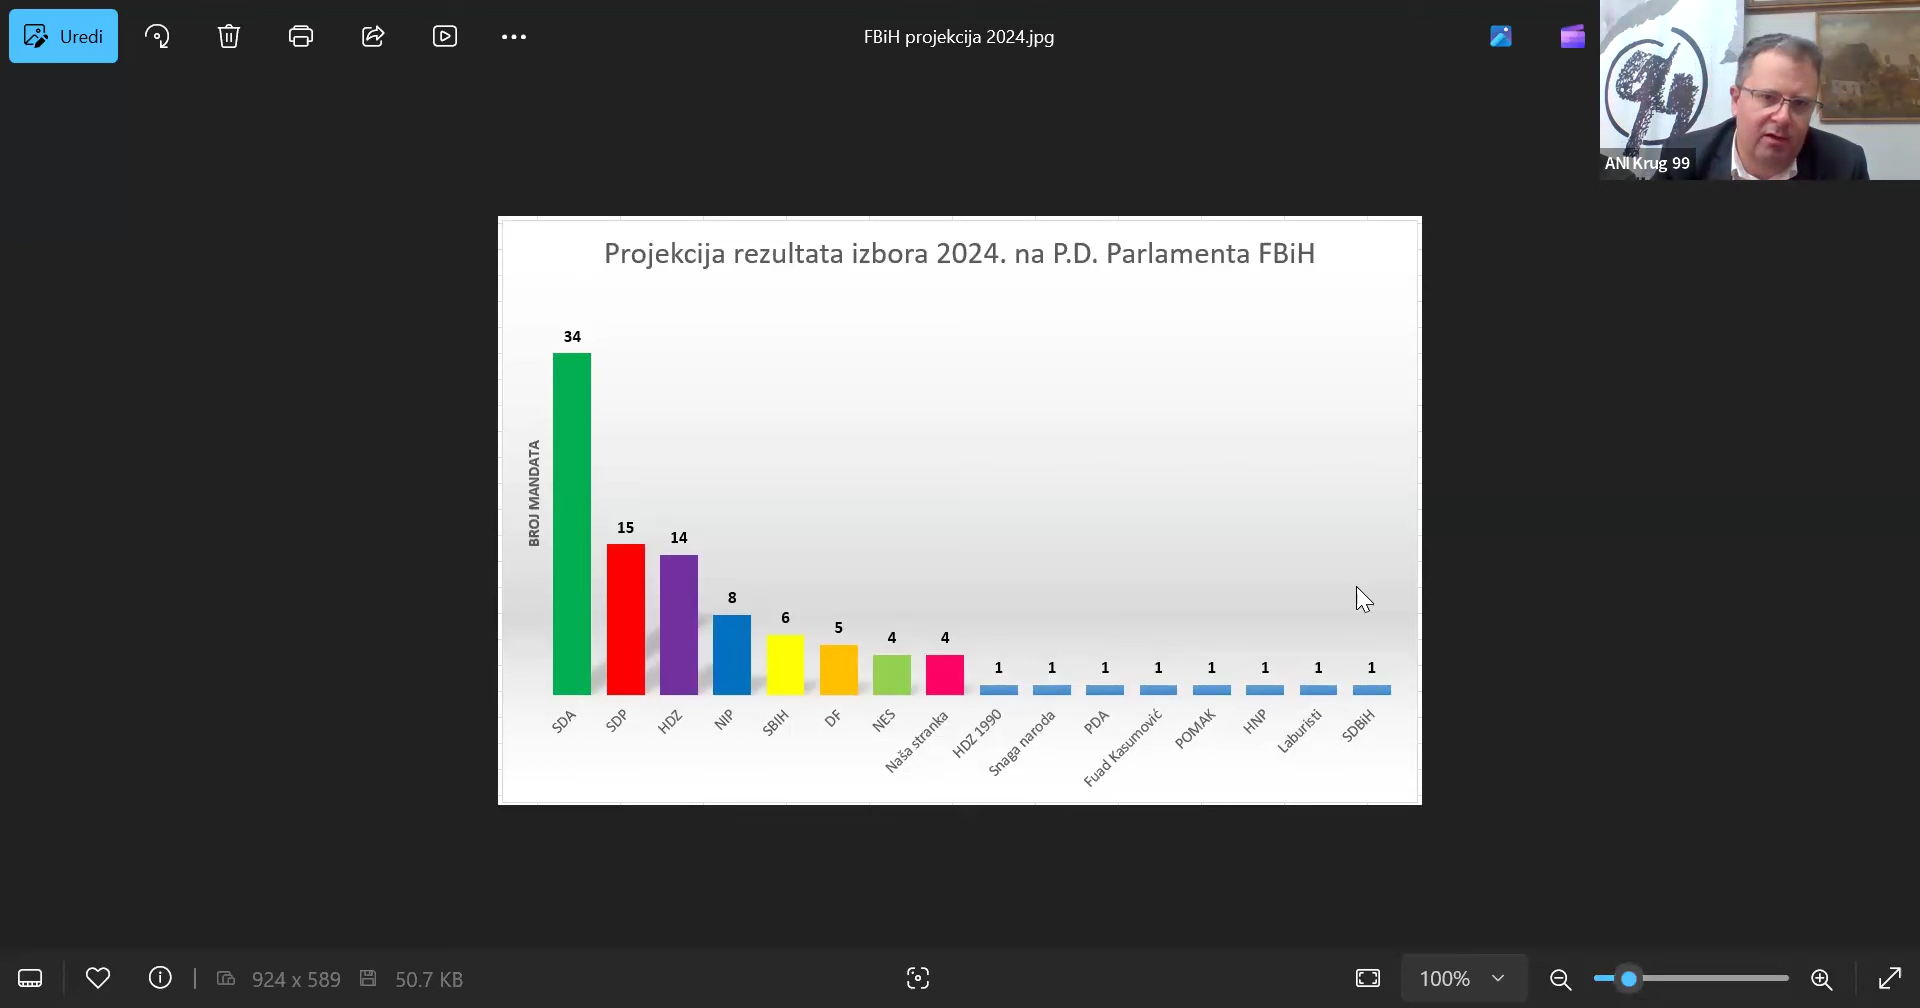 Uredi
FBiH projekcija 2024.jpg
ANI Krug 99
99
Projekcija rezultata izbora 2024. na P.D. Parlamenta FBiH
BROJ MANDATA
34
15
14
8
6
5
4
4
1
1
1
1
1
1
1
1
SDA
SDP
HDZ
NIP
SBIH
DF
NES
Naša stranka
HDZ 1990
Snaga naroda
PDA
Fuad Kasumović
POMAK
HNP
Laburisti
SDBiH
924 x 589
50.7 KB
100%